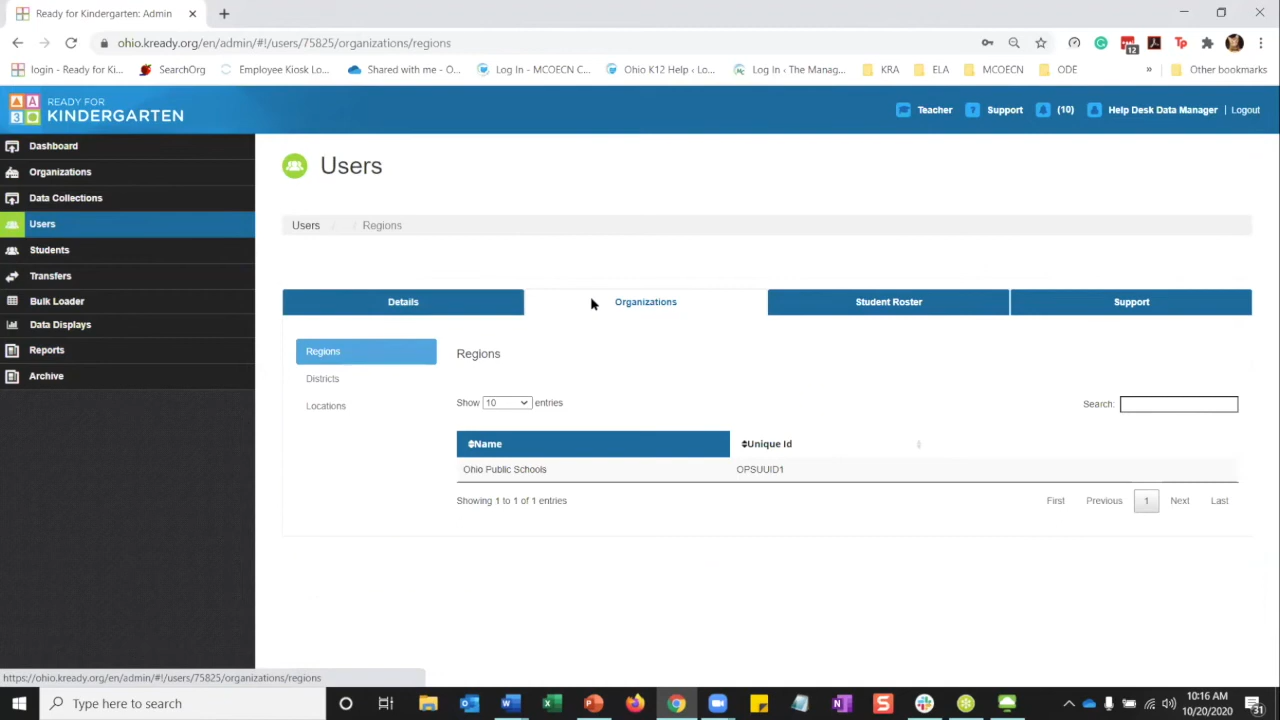 Ready for Kindergarten: Admin
ohio.kready.org/en/admin/#!/users/75825/organizations/regions
12
login - Ready for Ki...
SearchOrg
Employee Kiosk Lo...
Shared with me - O...
Log In - MCOECN C...
Ohio K12 Help ‹ Lo...
Log In ‹ The Manag...
KRA
ELA
MCOECN
ODE
»
Other bookmarks
READY FOR
KINDERGARTEN
Teacher
Support
(10)
Help Desk Data Manager | Logout
Dashboard
Organizations
Data Collections
Users
Students
Transfers
Bulk Loader
Data Displays
Reports
Archive
Users
Users / / Regions
Details
Organizations
Student Roster
Support
Regions
Districts
Locations
Regions
Show 10 entries
Search:
Name
Unique Id
Ohio Public Schools
OPSUUID1
Showing 1 to 1 of 1 entries
First
Previous
1
Next
Last
https://ohio.kready.org/en/admin/#!/users/75825/organizations/regions
Type here to search
10:16 AM
10/20/2020
31